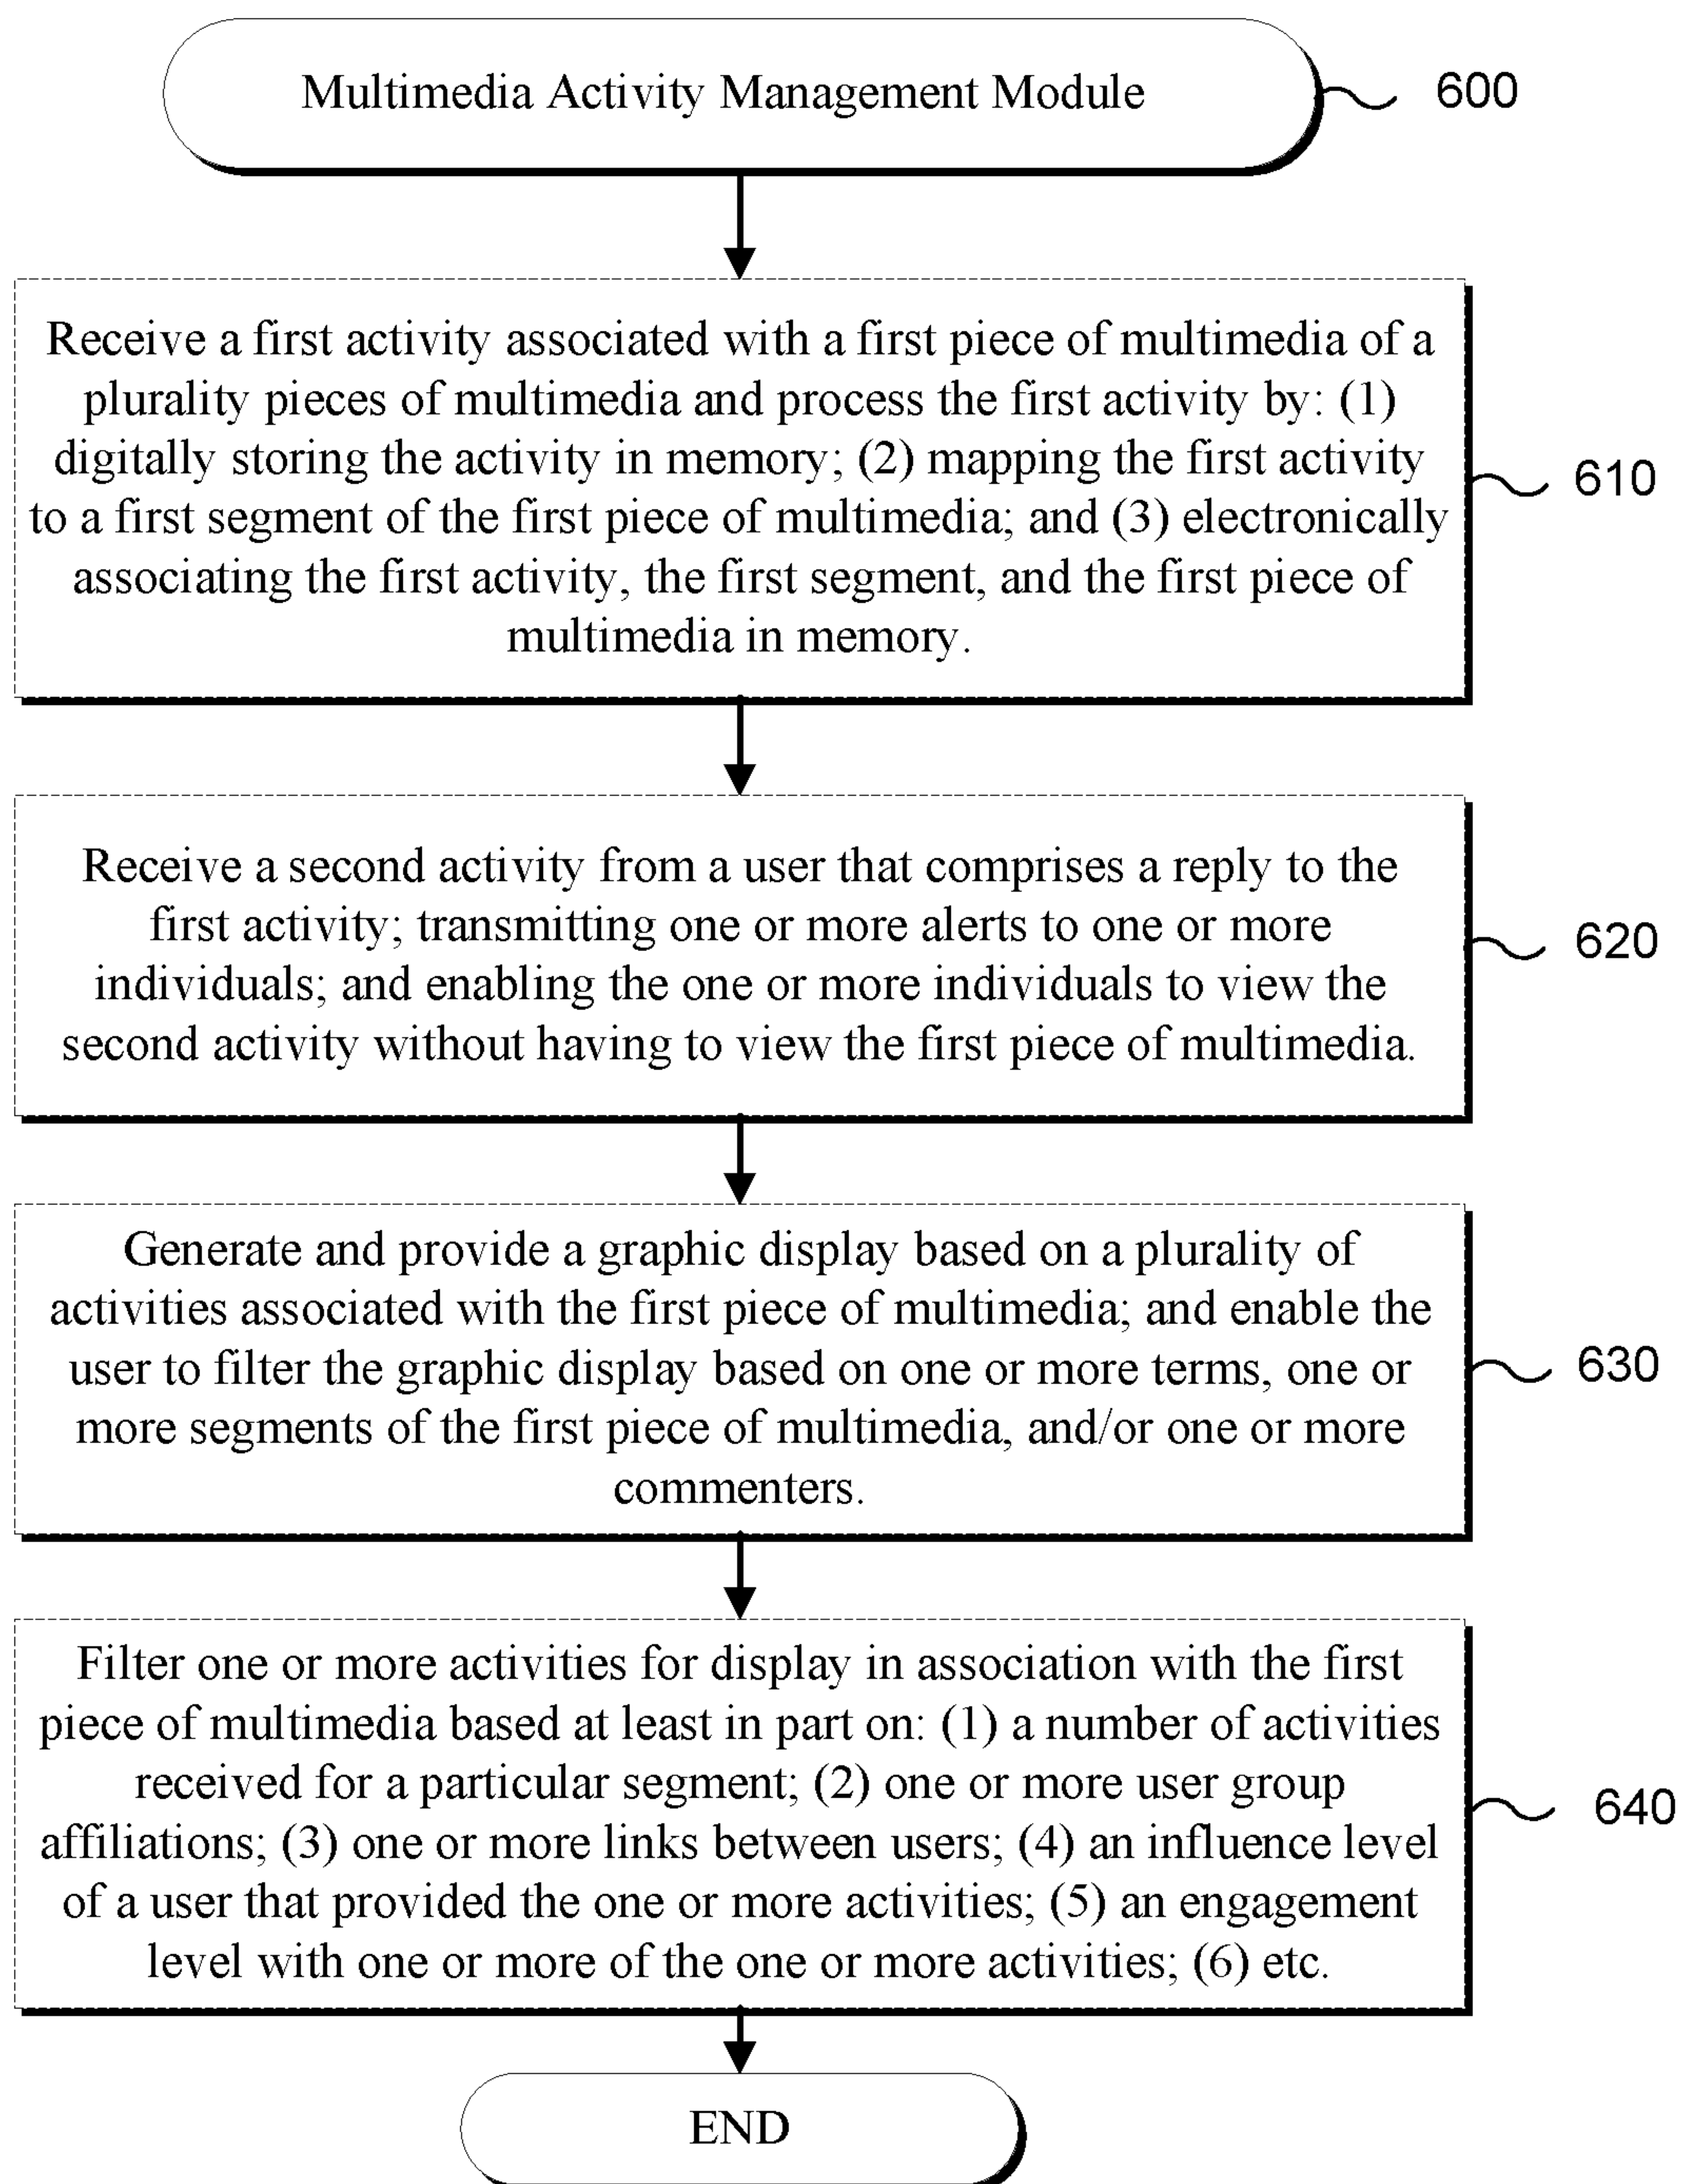 Multimedia Activity Management Module
600
Receive a first activity associated with a first piece of multimedia of a
plurality pieces of multimedia and process the first activity by: (1)
digitally storing the activity in memory; (2) mapping the first activity
to a first segment of the first piece of multimedia; and (3) electronically
associating the first activity, the first segment, and the first piece of
multimedia in memory.
610
Receive a second activity from a user that comprises a reply to the
first activity; transmitting one or more alerts to one or more
individuals; and enabling the one or more individuals to view the
second activity without having to view the first piece of multimedia.
620
Generate and provide a graphic display based on a plurality of
activities associated with the first piece of multimedia; and enable the
user to filter the graphic display based on one or more terms, one or
more segments of the first piece of multimedia, and/or one or more
commenters.
630
Filter one or more activities for display in association with the first
piece of multimedia based at least in part on: (1) a number of activities
received for a particular segment; (2) one or more user group
affiliations; (3) one or more links between users; (4) an influence level
of a user that provided the one or more activities; (5) an engagement
level with one or more of the one or more activities; (6) etc.
640
END